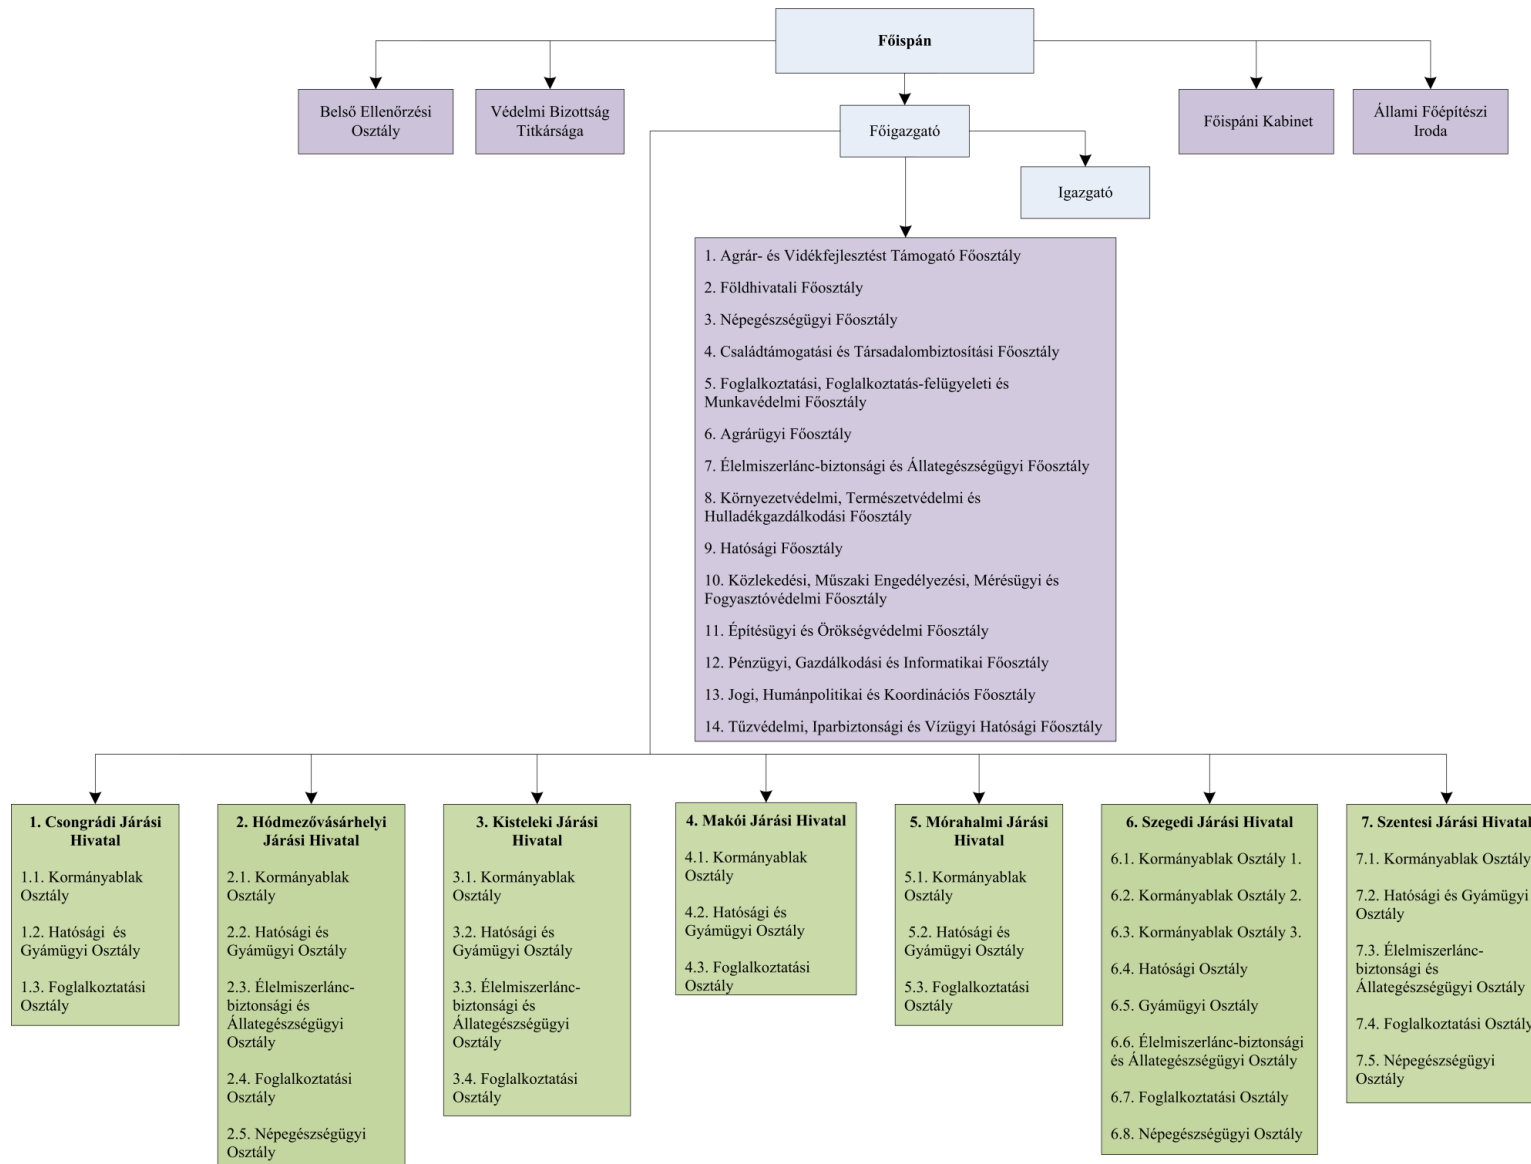 Főispán
Belső Ellenőrzési
Osztály
Védelmi Bizottság
Titkársága
Főigazgató
Főispáni Kabinet
Állami Főépítészi
Iroda
Igazgató
1. Agrár- és Vidékfejlesztést Támogató Főosztály
2. Földhivatali Főosztály
3. Népegészségügyi Főosztály
4. Családtámogatási és Társadalombiztosítási Főosztály
5. Foglalkoztatási, Foglalkoztatás-felügyeleti és
Munkavédelmi Főosztály
6. Agrárügyi Főosztály
7. Élelmiszerlánc-biztonsági és Állategészségügyi Főosztály
8. Környezetvédelmi, Természetvédelmi és
Hulladékgazdálkodási Főosztály
9. Hatósági Főosztály
10. Közlekedési, Műszaki Engedélyezési, Mérésügyi és
Fogyasztóvédelmi Főosztály
11. Építésügyi és Örökségvédelmi Főosztály
12. Pénzügyi, Gazdálkodási és Informatikai Főosztály
13. Jogi, Humánpolitikai és Koordinációs Főosztály
14. Tűzvédelmi, Iparbiztonsági és Vízügyi Hatósági Főosztály
1. Csongrádi Járási
Hivatal
1.1. Kormányablak
Osztály
1.2. Hatósági  és
Gyámügyi Osztály
1.3. Foglalkoztatási
Osztály
2. Hódmezővásárhelyi
Járási Hivatal
2.1. Kormányablak
Osztály
2.2. Hatósági és
Gyámügyi Osztály
2.3. Élelmiszerlánc-
biztonsági és
Állategészségügyi
Osztály
2.4. Foglalkoztatási
Osztály
2.5. Népegészségügyi
Osztály
3. Kisteleki Járási
Hivatal
3.1. Kormányablak
Osztály
3.2. Hatósági és
Gyámügyi Osztály
3.3. Élelmiszerlánc-
biztonsági és
Állategészségügyi
Osztály
3.4. Foglalkoztatási
Osztály
4. Makói Járási Hivatal
4.1. Kormányablak
Osztály
4.2. Hatósági és
Gyámügyi Osztály
4.3. Foglalkoztatási
Osztály
5. Mórahalmi Járási
Hivatal
5.1. Kormányablak
Osztály
5.2. Hatósági és
Gyámügyi Osztály
5.3. Foglalkoztatási
Osztály
6. Szegedi Járási Hivatal
6.1. Kormányablak Osztály 1.
6.2. Kormányablak Osztály 2.
6.3. Kormányablak Osztály 3.
6.4. Hatósági Osztály
6.5. Gyámügyi Osztály
6.6. Élelmiszerlánc-biztonsági
és Állategészségügyi Osztály
6.7. Foglalkoztatási Osztály
6.8. Népegészségügyi Osztály
7. Szentesi Járási Hivatal
7.1. Kormányablak Osztály
7.2. Hatósági és Gyámügyi
Osztály
7.3. Élelmiszerlánc-
biztonsági és
Állategészségügyi Osztály
7.4. Foglalkoztatási Osztály
7.5. Népegészségügyi
Osztály